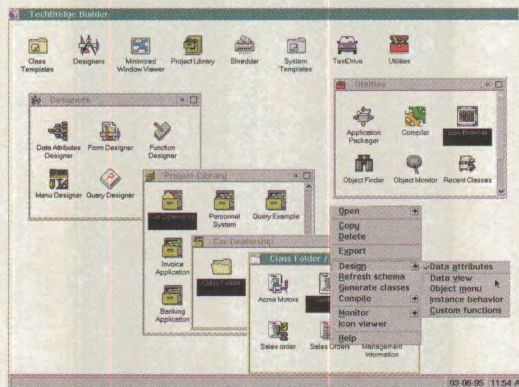 TechBridge Builder
Class Templates
Designers
Minimized Window Viewer
Project Library
Shredder
System Templates
TestDrive
Utilities
Designers
Data Attributes Designer
Form Designer
Function Designer
Menu Designer
Query Designer
Utilities
Application Packager
Compiler
Icon Browser
Object Finder
Object Monitor
Recent Classes
Project Library
Car Dealership
Personnel System
Query Example
Invoice Application
Banking Application
Car Dealership
Class Folder
Class Folder /
Acme Motors
Sales order
Sales Orders
Management Information
Open
Copy
Delete
Export
Design
Refresh schema
Generate classes
Compile
Monitor
Icon viewer
Help
Data attributes
Data view
Object menu
Instance behavior
Custom functions
03-06-95 11:54 A